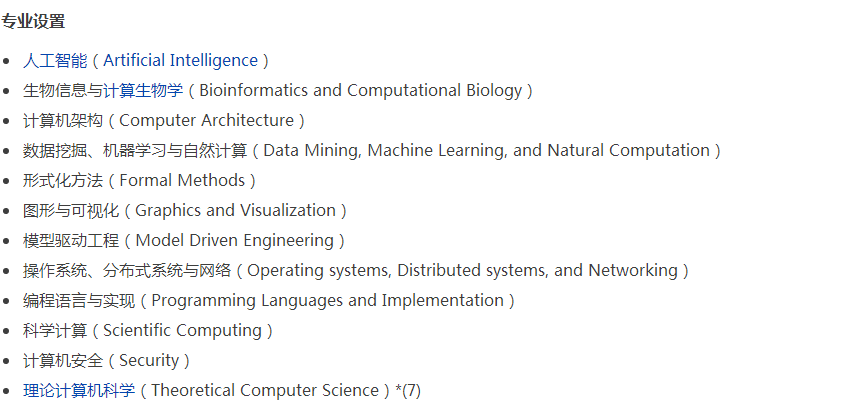 专业设置
人工智能（Artificial Intelligence）
生物信息与计算生物学（Bioinformatics and Computational Biology）
计算机架构（Computer Architecture）
数据挖掘、机器学习与自然计算（Data Mining, Machine Learning, and Natural Computation）
形式化方法（Formal Methods）
图形与可视化（Graphics and Visualization）
模型驱动工程（Model Driven Engineering）
操作系统、分布式系统与网络（Operating systems, Distributed systems, and Networking）
编程语言与实现（Programming Languages and Implementation）
科学计算（Scientific Computing）
计算机安全（Security）
理论计算机科学（Theoretical Computer Science）*(7)